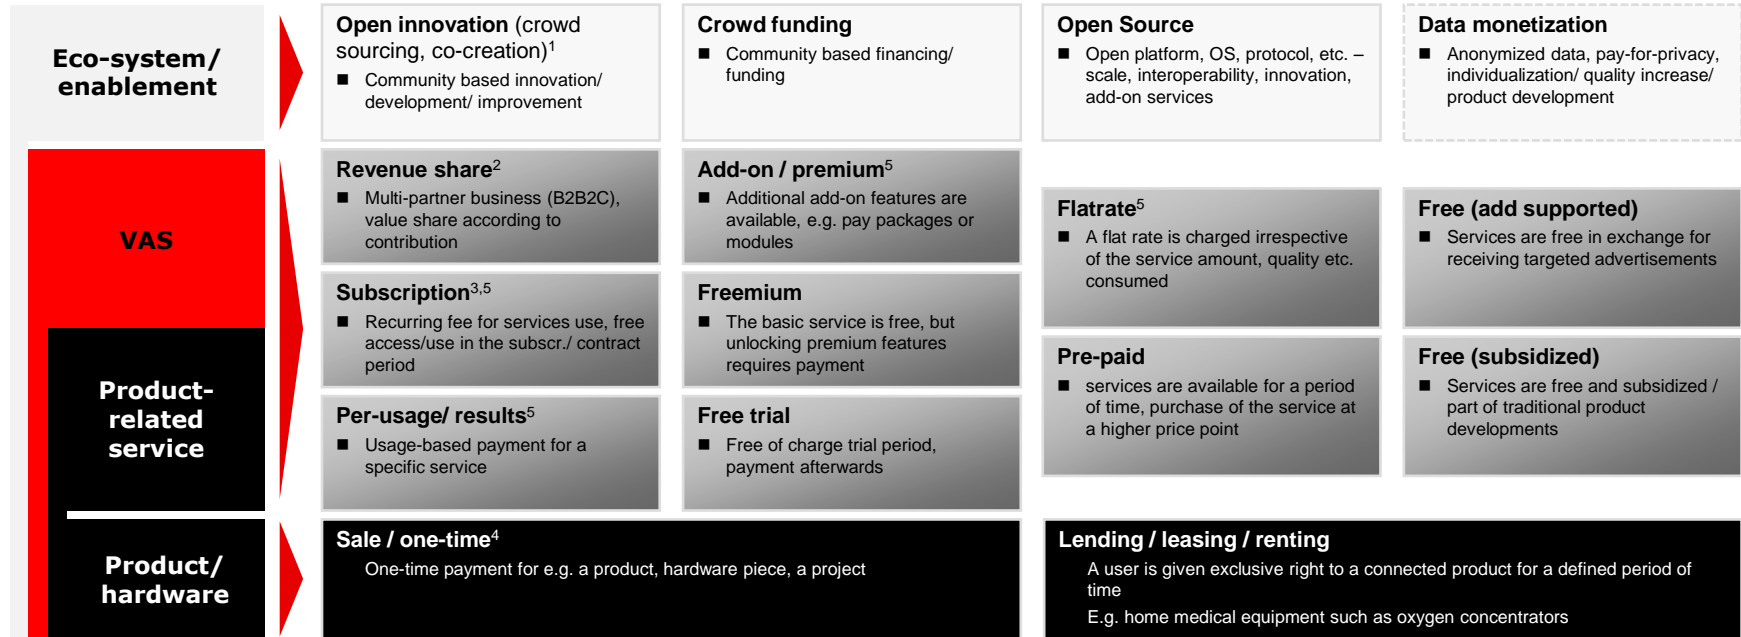 Eco-system/
enablement
Open innovation (crowd
sourcing, co-creation)1
■ Community based innovation/
development/ improvement
Crowd funding
■ Community based financing/
funding
Open Source
■ Open platform, OS, protocol, etc. –
scale, interoperability, innovation,
add-on services
Data monetization
■ Anonymized data, pay-for-privacy,
individualization/ quality increase/
product development
VAS
Product-
related
service
Revenue share2
■ Multi-partner business (B2B2C),
value share according to
contribution
Add-on / premium5
■ Additional add-on features are
available, e.g. pay packages or
modules
Flatrate5
■ A flat rate is charged irrespective
of the service amount, quality etc.
consumed
Free (add supported)
■ Services are free in exchange for
receiving targeted advertisements
Subscription3,5
■ Recurring fee for services use, free
access/use in the subscr./ contract
period
Freemium
■ The basic service is free, but
unlocking premium features
requires payment
Pre-paid
■ services are available for a period
of time, purchase of the service at
a higher price point
Free (subsidized)
■ Services are free and subsidized /
part of traditional product
developments
Per-usage/ results5
■ Usage-based payment for a
specific service
Free trial
■ Free of charge trial period,
payment afterwards
Product/
hardware
Sale / one-time4
One-time payment for e.g. a product, hardware piece, a project
Lending / leasing / renting
A user is given exclusive right to a connected product for a defined period of
time
E.g. home medical equipment such as oxygen concentrators